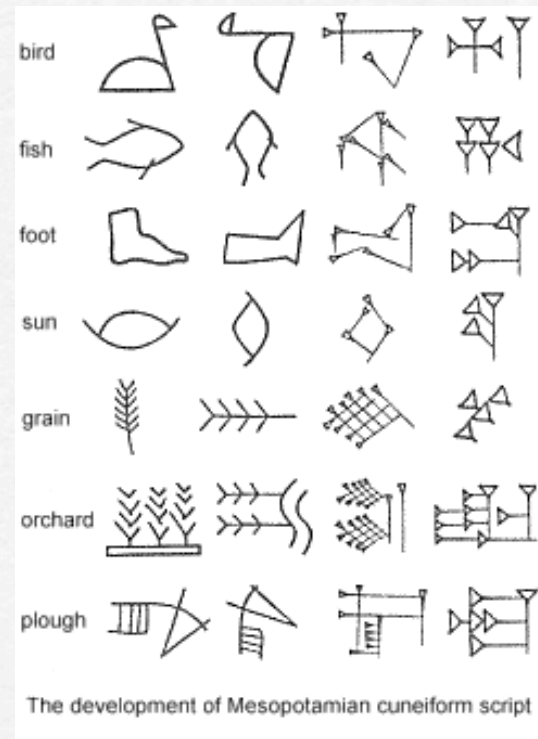 bird
fish
foot
sun
grain
orchard
plough
The development of Mesopotamian cuneiform script